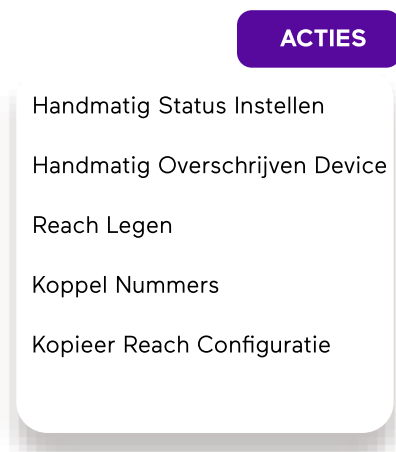 ACTIES
Handmatig Status Instellen
Handmatig Overschrijven Device
Reach Legen
Koppel Nummers
Kopieer Reach Configuratie